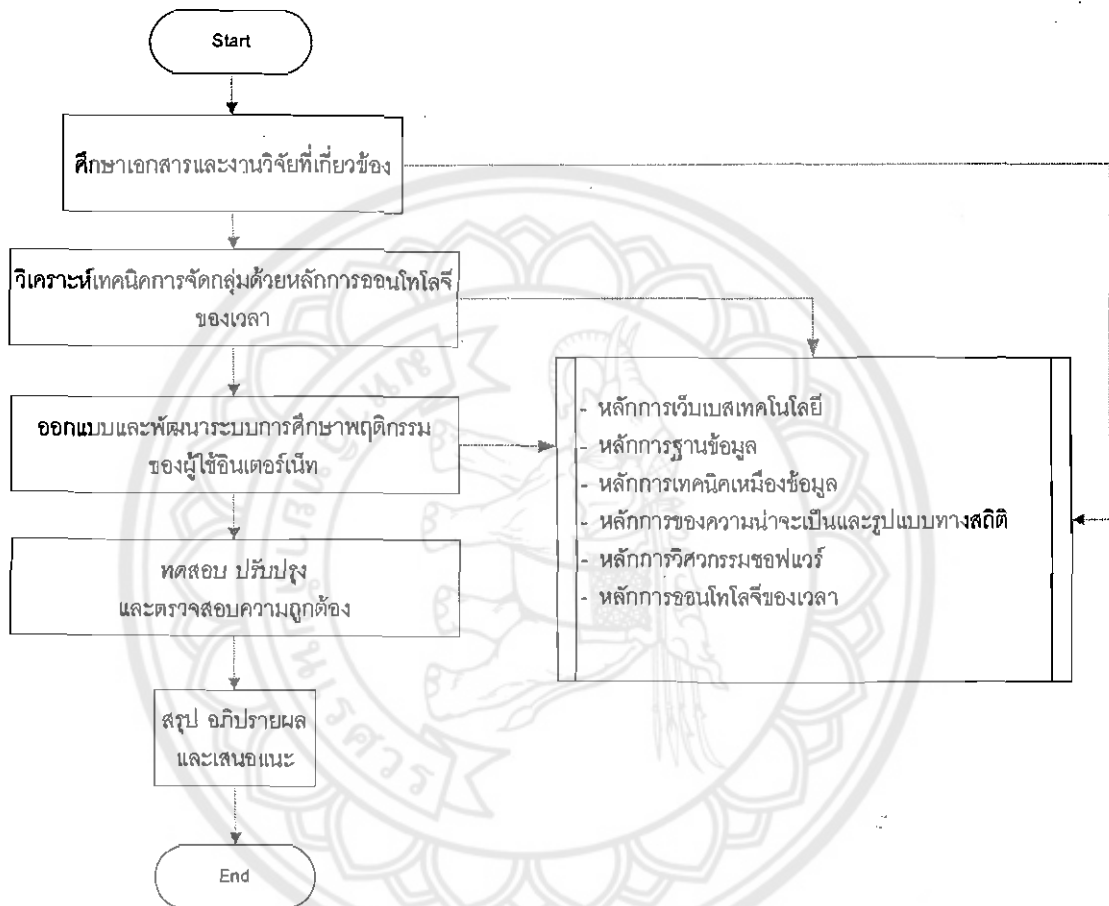 Start
ศึกษาเอกสารและงานวิจัยที่เกี่ยวข้อง
วิเคราะห์เทคนิคการจัดกลุ่มด้วยหลักการออนโทโลจี
ของเวลา
ออกแบบและพัฒนาระบบการศึกษาพฤติกรรม
ของผู้ใช้อินเตอร์เน็ท
ทดสอบ ปรับปรุง
และตรวจสอบความถูกต้อง
สรุป อภิปรายผล
และเสนอแนะ
End
- หลักการเว็บเบสเทคโนโลยี
- หลักการฐานข้อมูล
- หลักการเทคนิคเหมืองข้อมูล
- หลักการของความน่าจะเป็นและรูปแบบทางสถิติ
- หลักการวิศวกรรมซอฟแวร์
- หลักการออนโทโลจีของเวลา
มหาวิทยาลัยนเรศวร